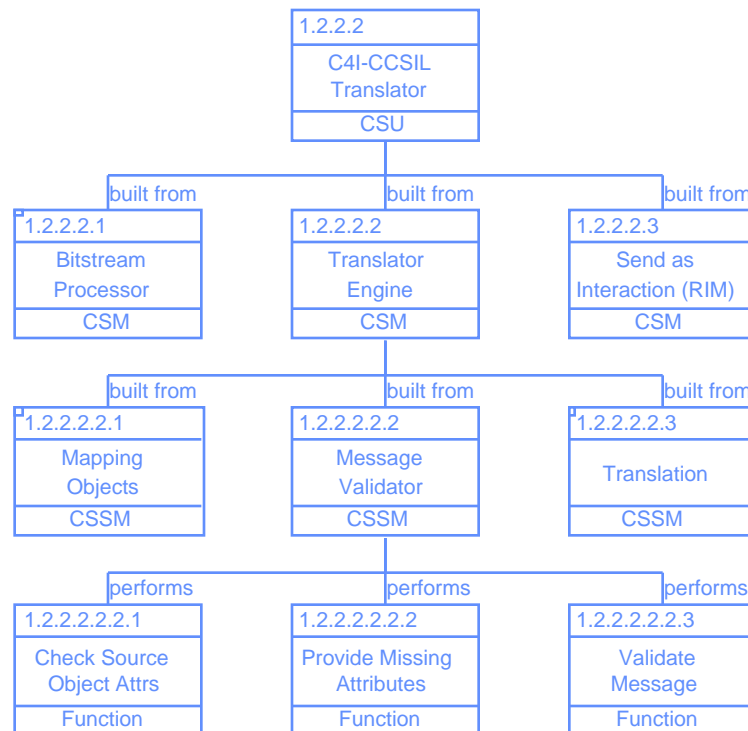 1.2.2.2
C4I-CCSIL
Translator
CSU
built from
built from
built from
1.2.2.2.1
Bitstream
Processor
CSM
1.2.2.2.2
Translator
Engine
CSM
1.2.2.2.3
Send as
Interaction (RIM)
CSM
built from
built from
built from
1.2.2.2.2.1
Mapping
Objects
CSSM
1.2.2.2.2.2
Message
Validator
CSSM
1.2.2.2.2.3
Translation
CSSM
performs
performs
performs
1.2.2.2.2.2.1
Check Source
Object Attrs
Function
1.2.2.2.2.2.2
Provide Missing
Attributes
Function
1.2.2.2.2.2.3
Validate
Message
Function